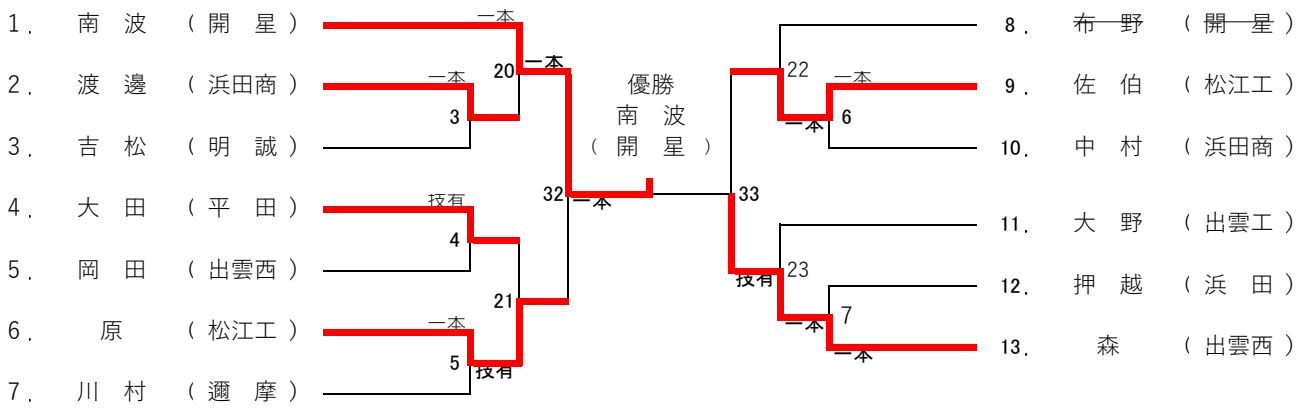 1. 南 波 ( 開 星 )
一本
2. 渡 邊 ( 浜田商 )
一本
20
一本
3
3. 吉 松 ( 明 誠 )
4. 大 田 ( 平 田 )
技有
4
5. 岡 田 ( 出雲西 )
21
6. 原 ( 松江工 )
一本
5
技有
7. 川 村 ( 邇 摩 )
32
一本
優勝
南 波
( 開 星 )
33
8. 布 野 ( 開 星 )
22
一本
9. 佐 伯 ( 松江工 )
一本
6
10. 中 村 ( 浜田商 )
11. 大 野 ( 出雲工 )
技有
23
12. 押 越 ( 浜 田 )
一本
7
一本
13. 森 ( 出雲西 )